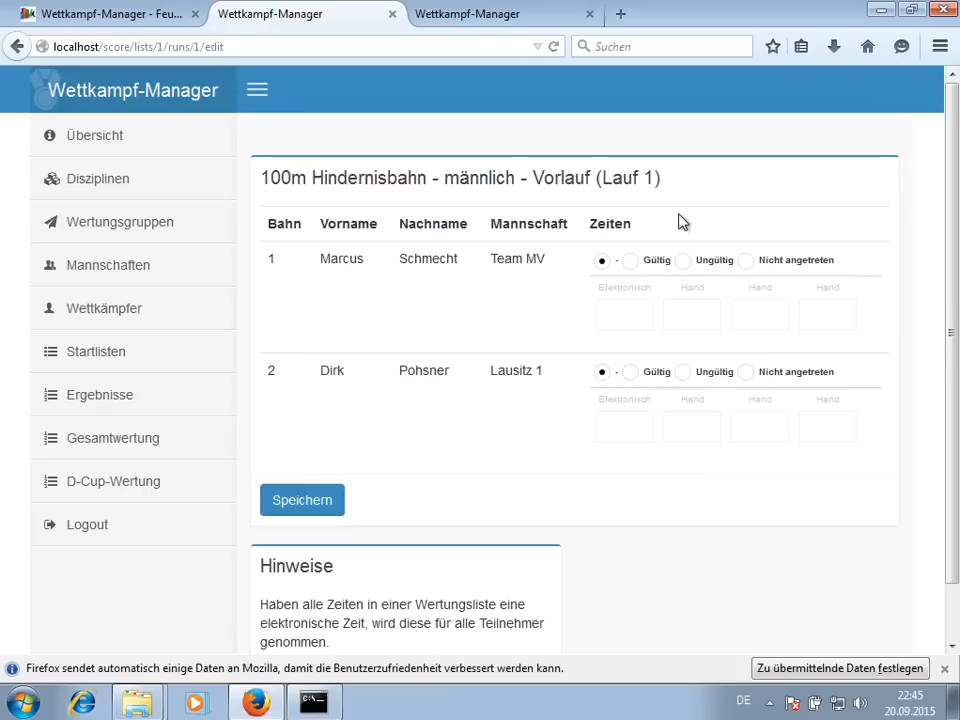 Wettkampf-Manager - Feu...
Wettkampf-Manager
Wettkampf-Manager
localhost/score/lists/1/runs/1/edit
Suchen
Wettkampf-Manager
Übersicht
Disziplinen
Wertungsgruppen
Mannschaften
Wettkämpfer
Startlisten
Ergebnisse
Gesamtwertung
D-Cup-Wertung
Logout
100m Hindernisbahn - männlich - Vorlauf (Lauf 1)
Bahn Vorname Nachname Mannschaft Zeiten
1 Marcus Schmecht Team MV - Gültig Ungültig Nicht angetreten
Elektronisch Hand Hand Hand
2 Dirk Pohsner Lausitz 1 - Gültig Ungültig Nicht angetreten
Elektronisch Hand Hand Hand
Speichern
Hinweise
Haben alle Zeiten in einer Wertungsliste eine
elektronische Zeit, wird diese für alle Teilnehmer
genommen.
Firefox sendet automatisch einige Daten an Mozilla, damit die Benutzerzufriedenheit verbessert werden kann.
Zu übermittelnde Daten festlegen
C:\.
DE
22:45
20.09.2015